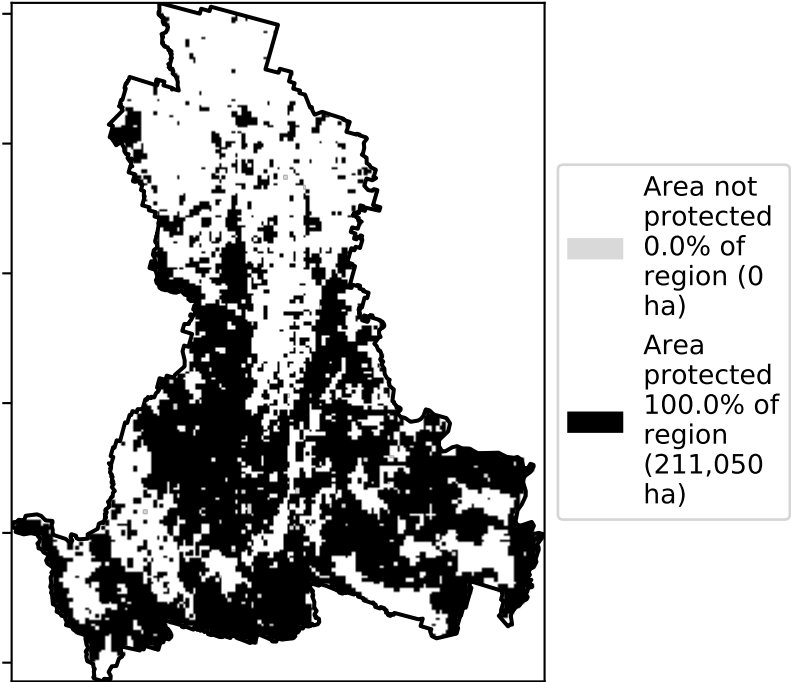 Area not
protected
0.0% of
region (0
ha)
Area
protected
100.0% of
region
(211,050
ha)